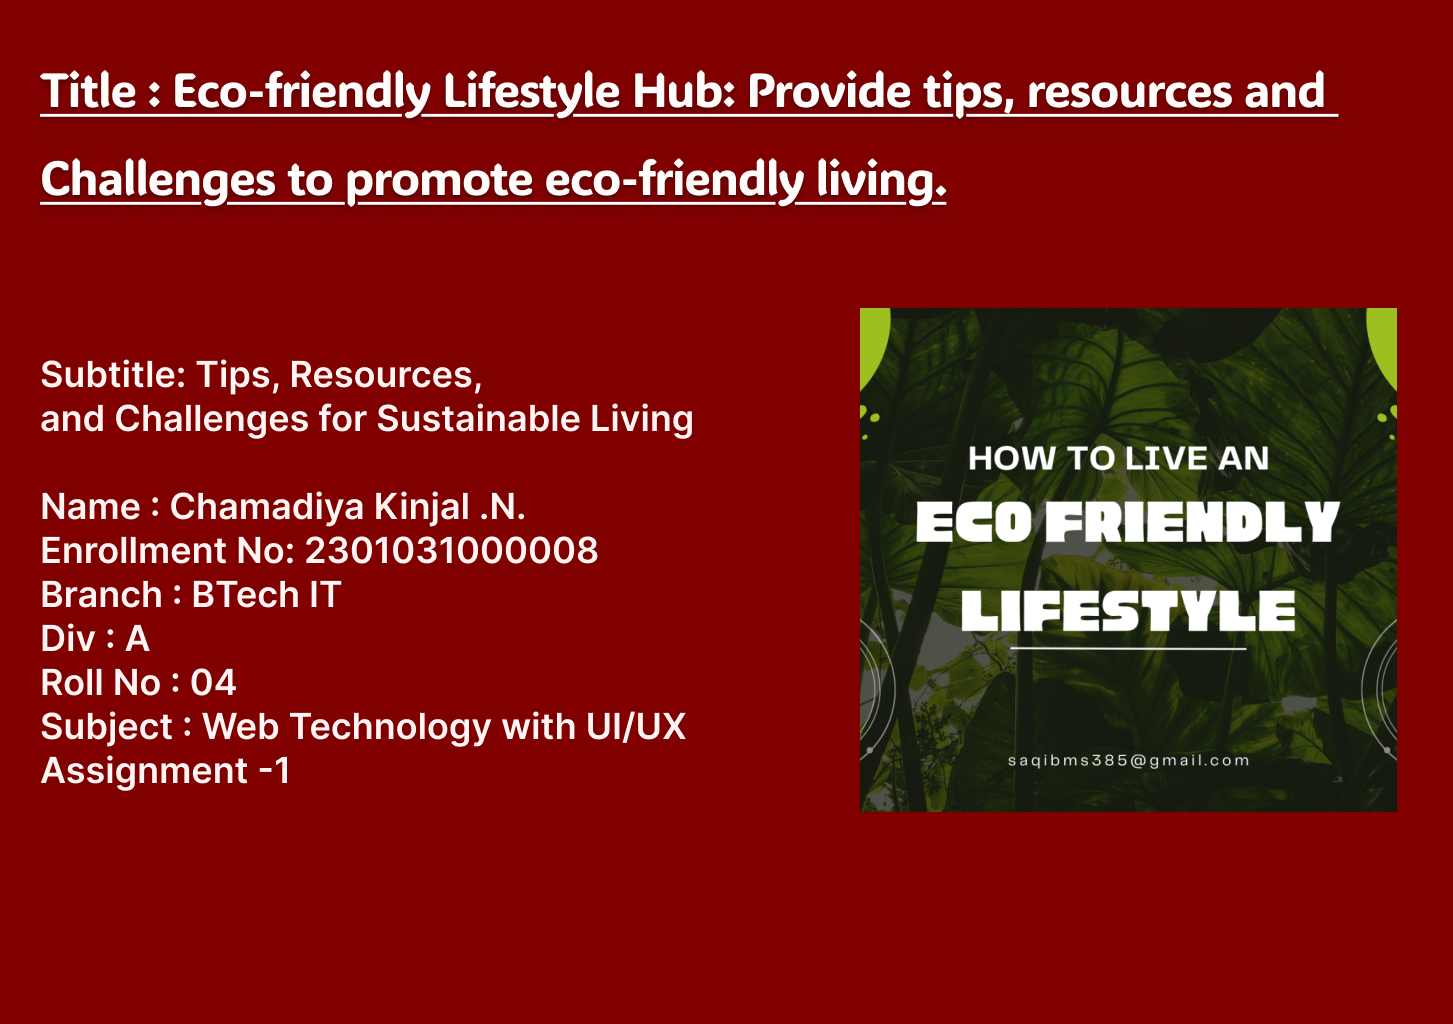 Title : Eco-friendly Lifestyle Hub: Provide tips, resources and
Challenges to promote eco-friendly living.
Subtitle: Tips, Resources,
and Challenges for Sustainable Living
Name : Chamadiya Kinjal .N.
Enrollment No: 2301031000008
Branch : BTech IT
Div : A
Roll No : 04
Subject : Web Technology with UI/UX
Assignment -1
HOW TO LIVE AN
ECO FRIENDLY
LIFESTYLE
saqibms385@gmail.com